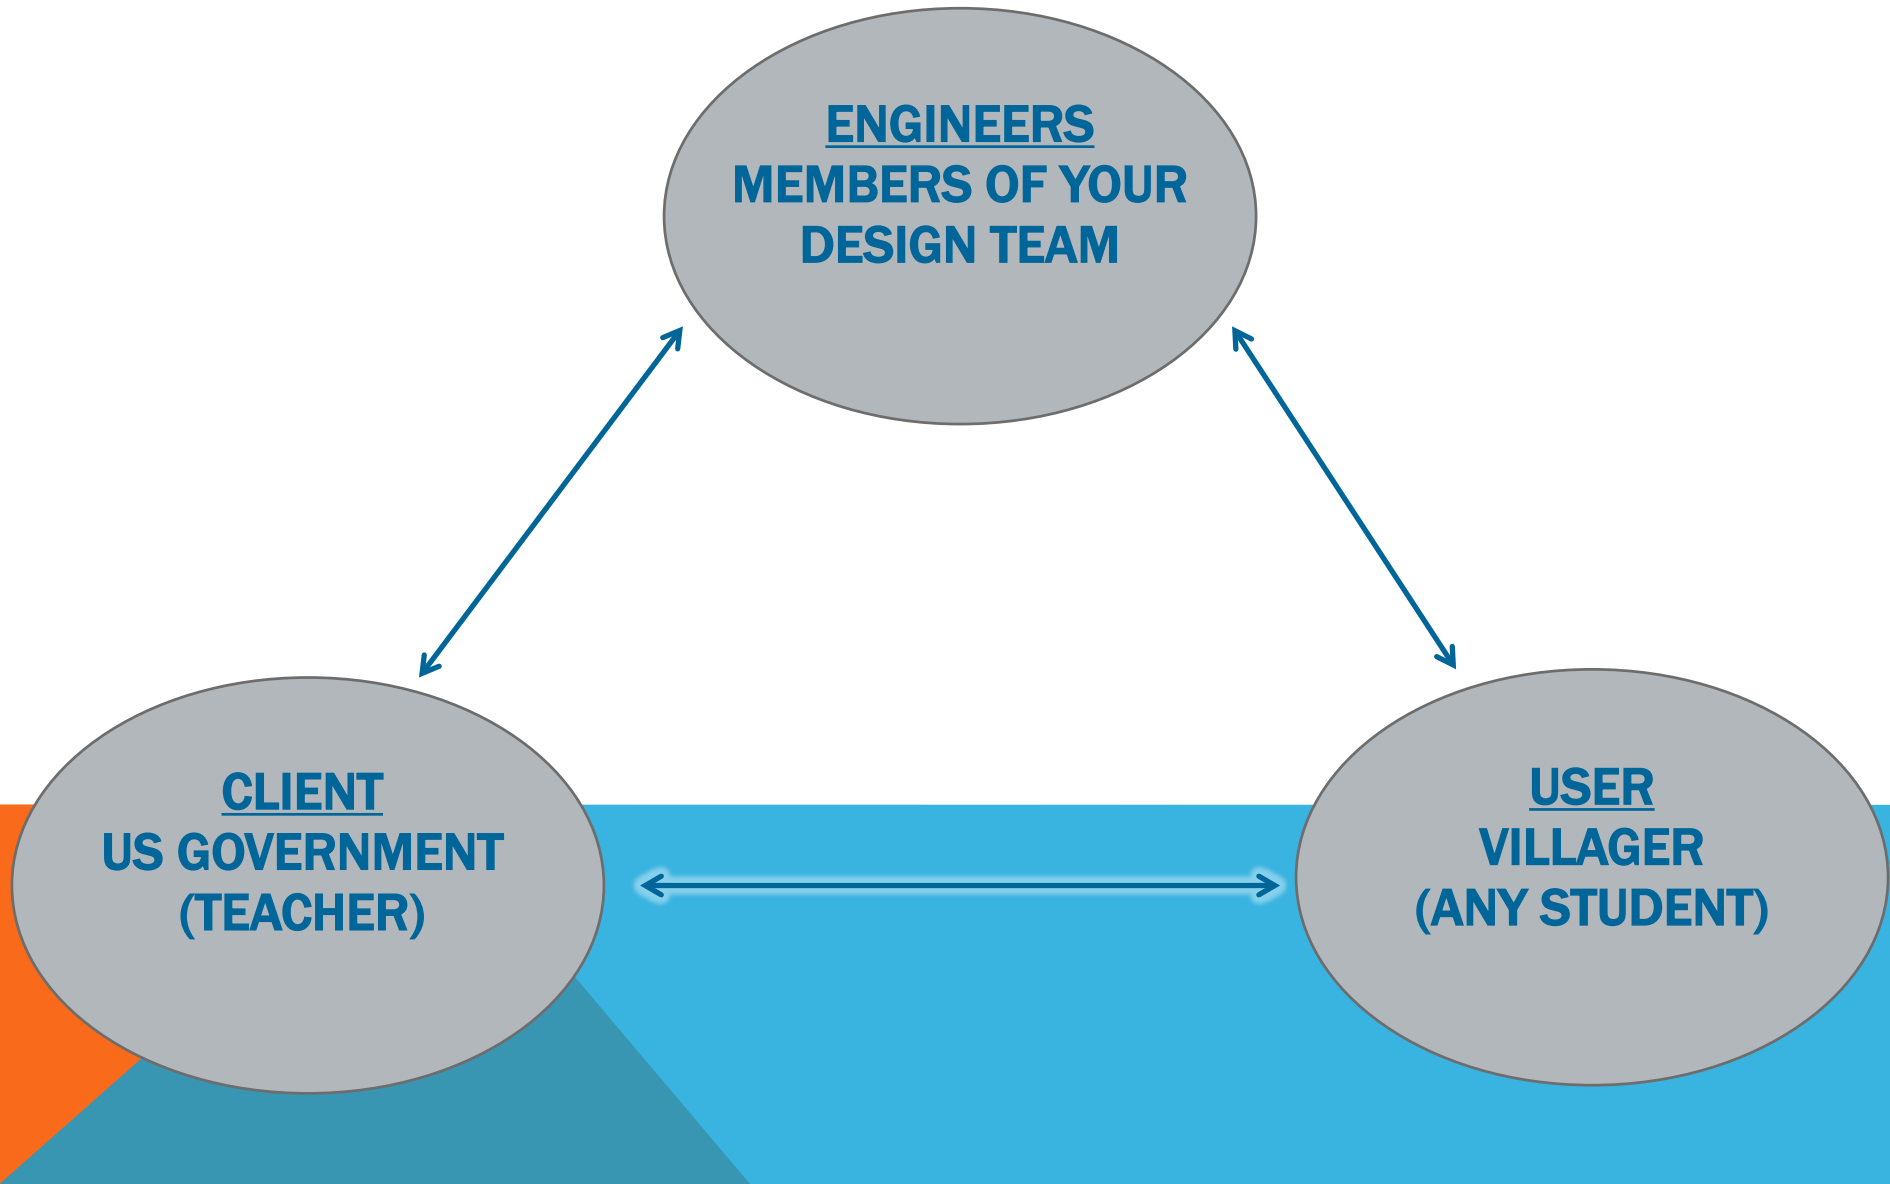 ENGINEERS
MEMBERS OF YOUR
DESIGN TEAM
CLIENT
US GOVERNMENT
(TEACHER)
USER
VILLAGER
(ANY STUDENT)